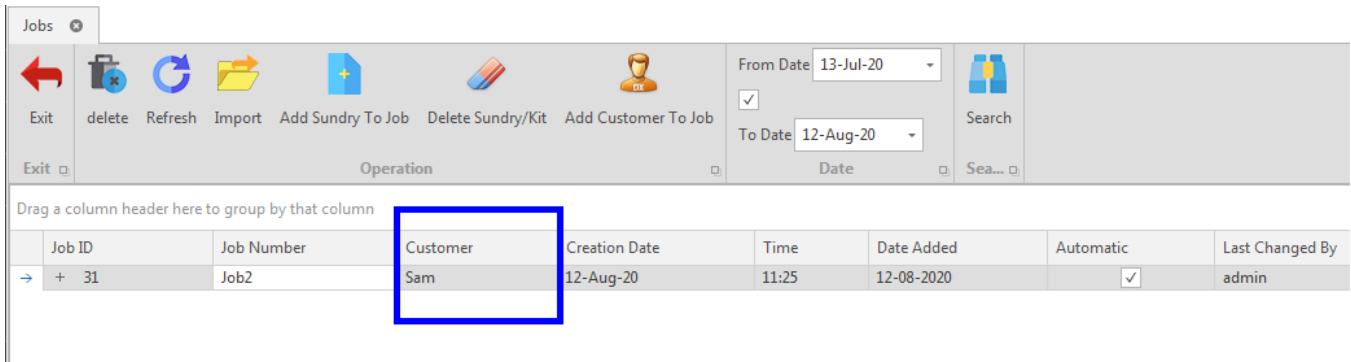 Jobs
From Date 13-Jul-20
Exit delete Refresh Import Add Sundry To Job Delete Sundry/Kit Add Customer To Job Search
To Date 12-Aug-20
Exit Operation Date Sea...
Drag a column header here to group by that column
Job ID Job Number Customer Creation Date Time Date Added Automatic Last Changed By
+ 31 Job2 Sam 12-Aug-20 11:25 12-08-2020 admin